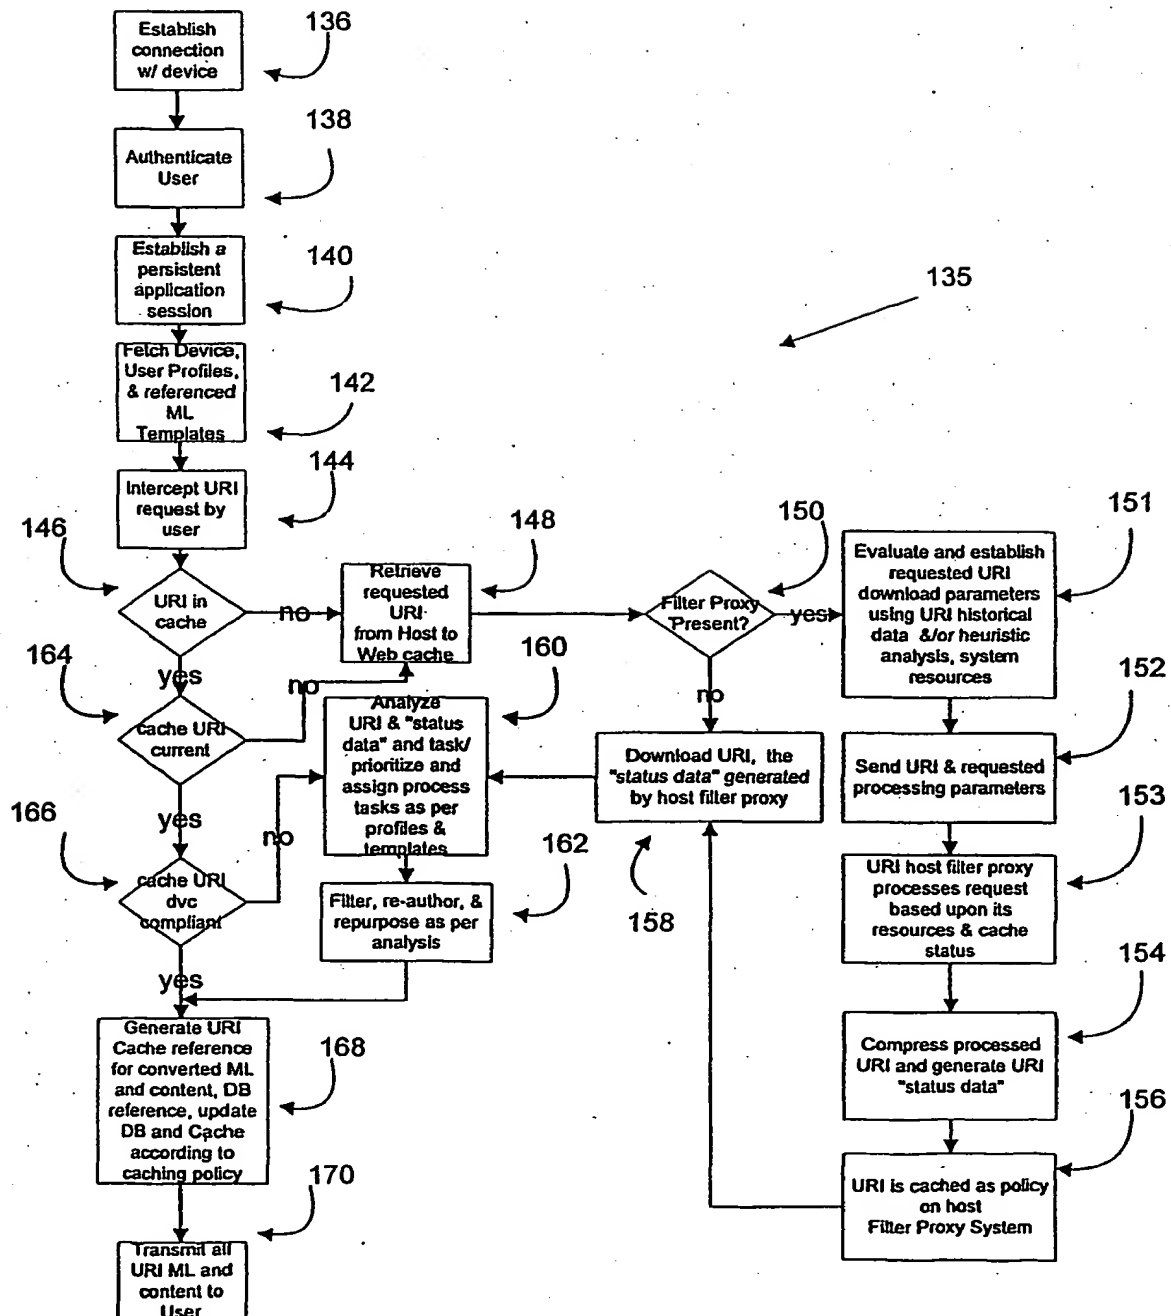 Establish
connection
w/ device
136
Authenticate
User
138
Establish a
persistent
application
session
140
135
Fetch Device,
User Profiles,
& referenced
ML
Templates
142
Intercept URI
request by
user
144
146
URI in
cache
no
yes
Retrieve
requested
URI
from Host to
Web cache
148
Filter Proxy
Present?
150
yes
no
Evaluate and establish
requested URI
download parameters
using URI historical
data &/or heuristic
analysis, system
resources
151
164
cache URI
current
no
yes
Analyze
URI & "status
data" and task/
prioritize and
assign process
tasks as per
profiles &
templates
160
Download URI, the
"status data" generated
by host filter proxy
158
Send URI & requested
processing parameters
152
166
cache URI
dvc
compliant
no
yes
Filter, re-author, &
repurpose as per
analysis
162
URI host filter proxy
processes request
based upon its
resources & cache
status
153
Compress processed
URI and generate URI
"status data"
154
Generate URI
Cache reference
for converted ML
and content, DB
reference, update
DB and Cache
according to
caching policy
168
URI is cached as policy
on host
Filter Proxy System
156
Transmit all
URI ML and
content to
User
170